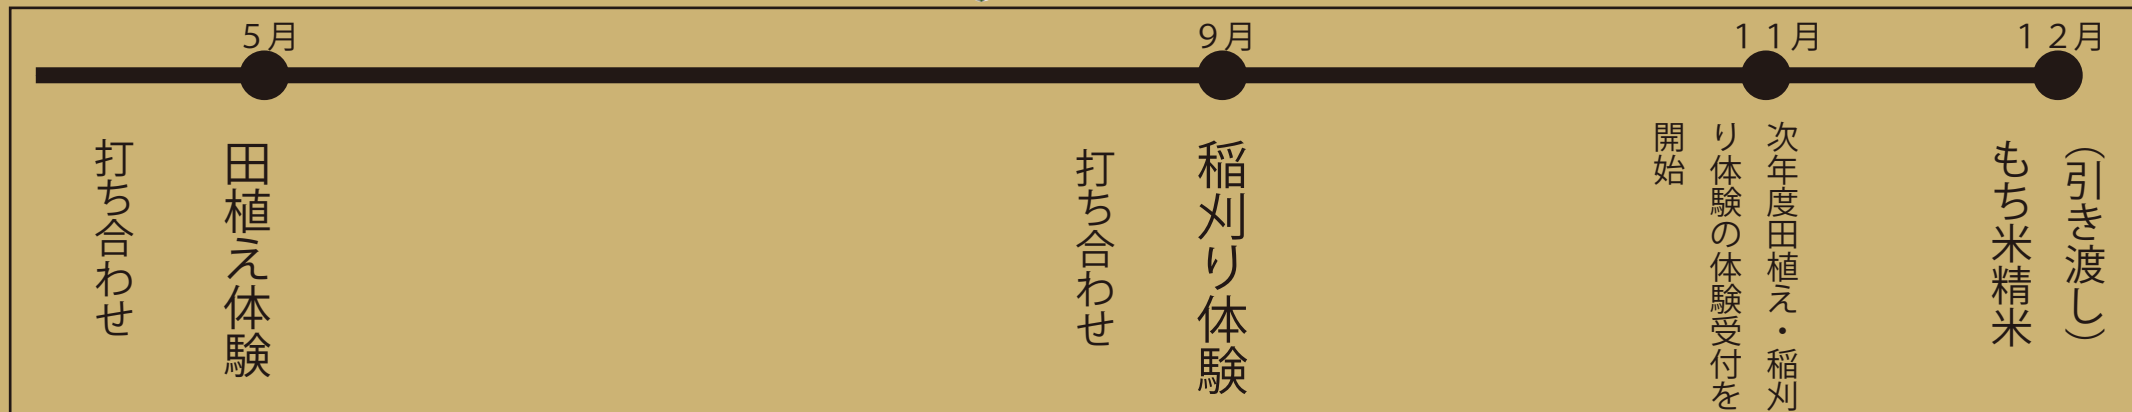 5月
9月
11月
12月
打ち合わせ
田植え体験
打ち合わせ
稲刈り体験
次年度田植え・稲刈
り体験の体験受付を
開始
(引き渡し)
もち米精米